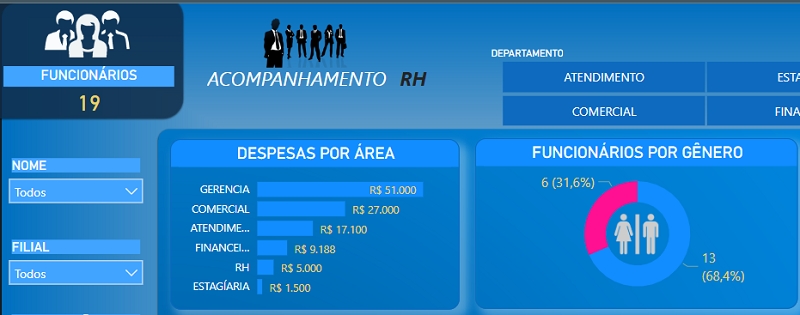 FUNCIONÁRIOS
19
ACOMPANHAMENTO RH
DEPARTAMENTO
ATENDIMENTO
ESTA
COMERCIAL
FINA
NOME
Todos
FILIAL
Todos
DESPESAS POR ÁREA
GERENCIA R$ 51.000
COMERCIAL R$ 27.000
ATENDIME... R$ 17.100
FINANCEI... R$ 9.188
RH R$ 5.000
ESTAGÍARIA R$ 1.500
FUNCIONÁRIOS POR GÊNERO
6 (31,6%)
13
(68,4%)